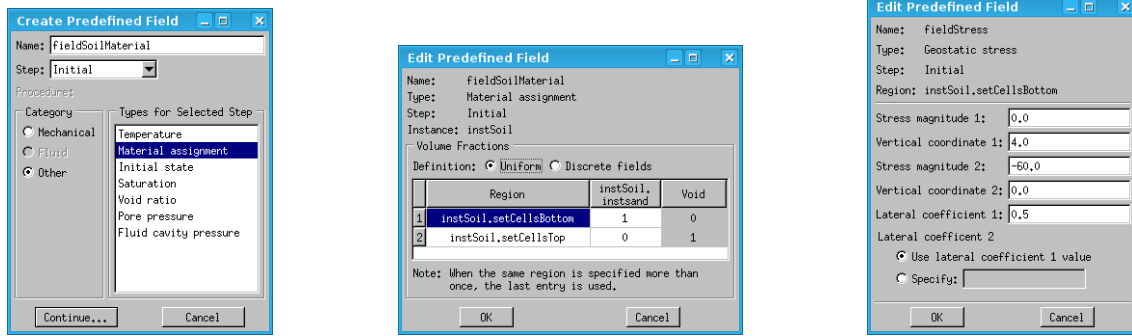 Create Predefined Field
Name: fieldSoilMaterial
Step: Initial
Procedure:
Category
Mechanical
Fluid
Other
Types for Selected Step
Temperature
Material assignment
Initial state
Saturation
Void ratio
Pore pressure
Fluid cavity pressure
Continue... Cancel
Edit Predefined Field
Name: fieldSoilMaterial
Type: Material assignment
Step: Initial
Instance: instSoil
Volume Fractions
Definition: Uniform Discrete fields
Region instSoil. instsand Void
1 instSoil.setCellsBottom 1 0
2 instSoil.setCellsTop 0 1
Note: When the same region is specified more than
once, the last entry is used.
OK Cancel
Edit Predefined Field
Name: fieldStress
Type: Geostatic stress
Step: Initial
Region: instSoil.setCellsBottom
Stress magnitude 1: 0.0
Vertical coordinate 1: 4.0
Stress magnitude 2: -60.0
Vertical coordinate 2: 0.0
Lateral coefficient 1: 0.5
Lateral coefficent 2
Use lateral coefficient 1 value
Specify:
OK Cancel